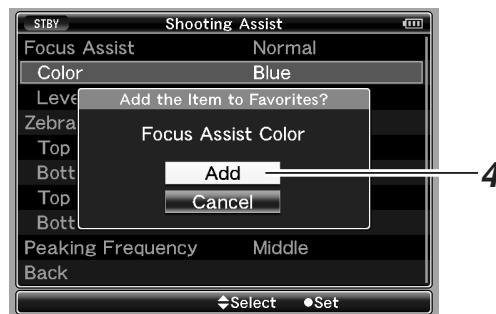 STBY Shooting Assist
Focus Assist Normal
Color Blue
Leve
Add the Item to Favorites?
Zebra
Focus Assist Color
Top
Bott
Add
4
Top
Cancel
Bott
Peaking Frequency Middle
Back
Select Set